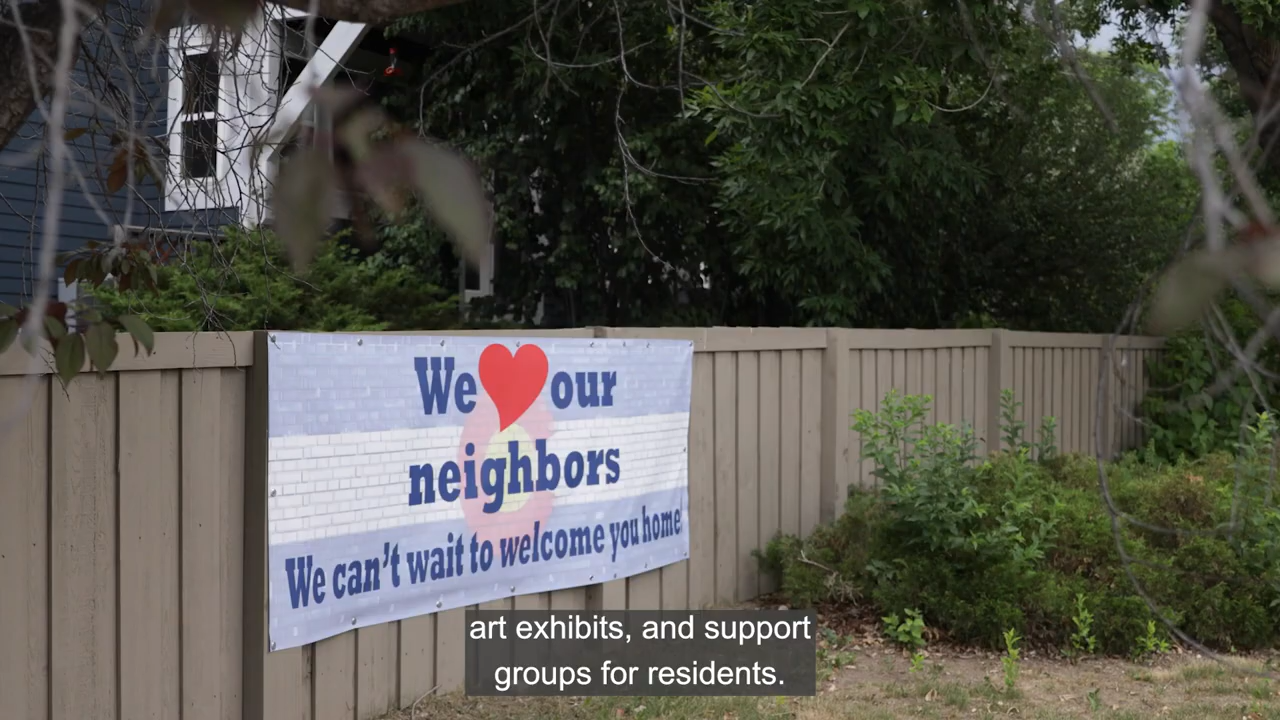 We ❤ our
neighbors
We can't wait to welcome you home
art exhibits, and support
groups for residents.